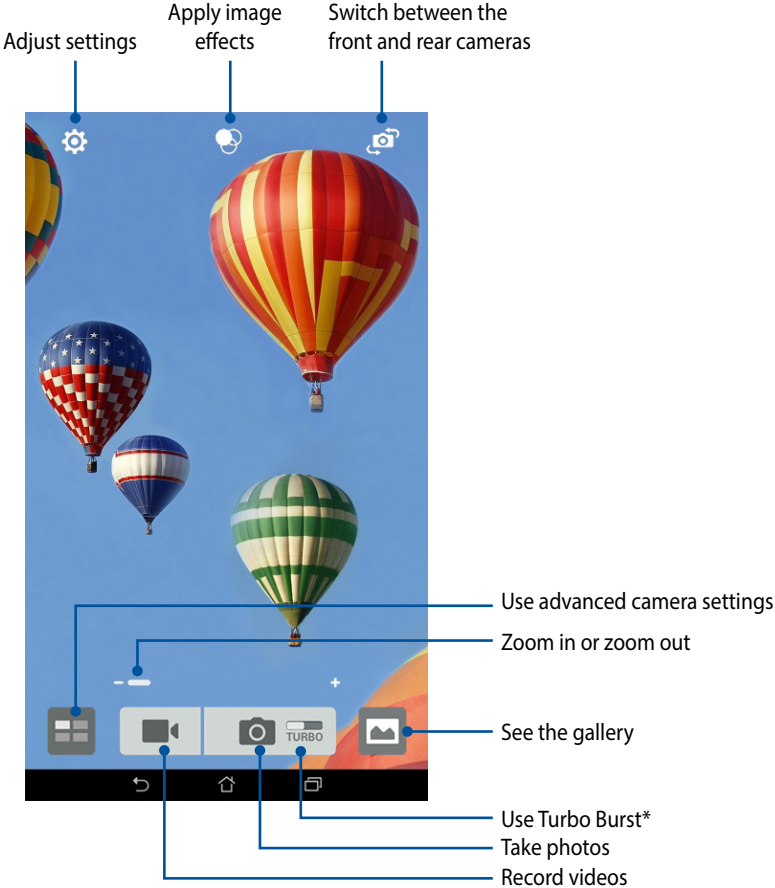 Adjust settings
Apply image
effects
Switch between the
front and rear cameras
Use advanced camera settings
Zoom in or zoom out
TURBO
See the gallery
Use Turbo Burst*
Take photos
Record videos